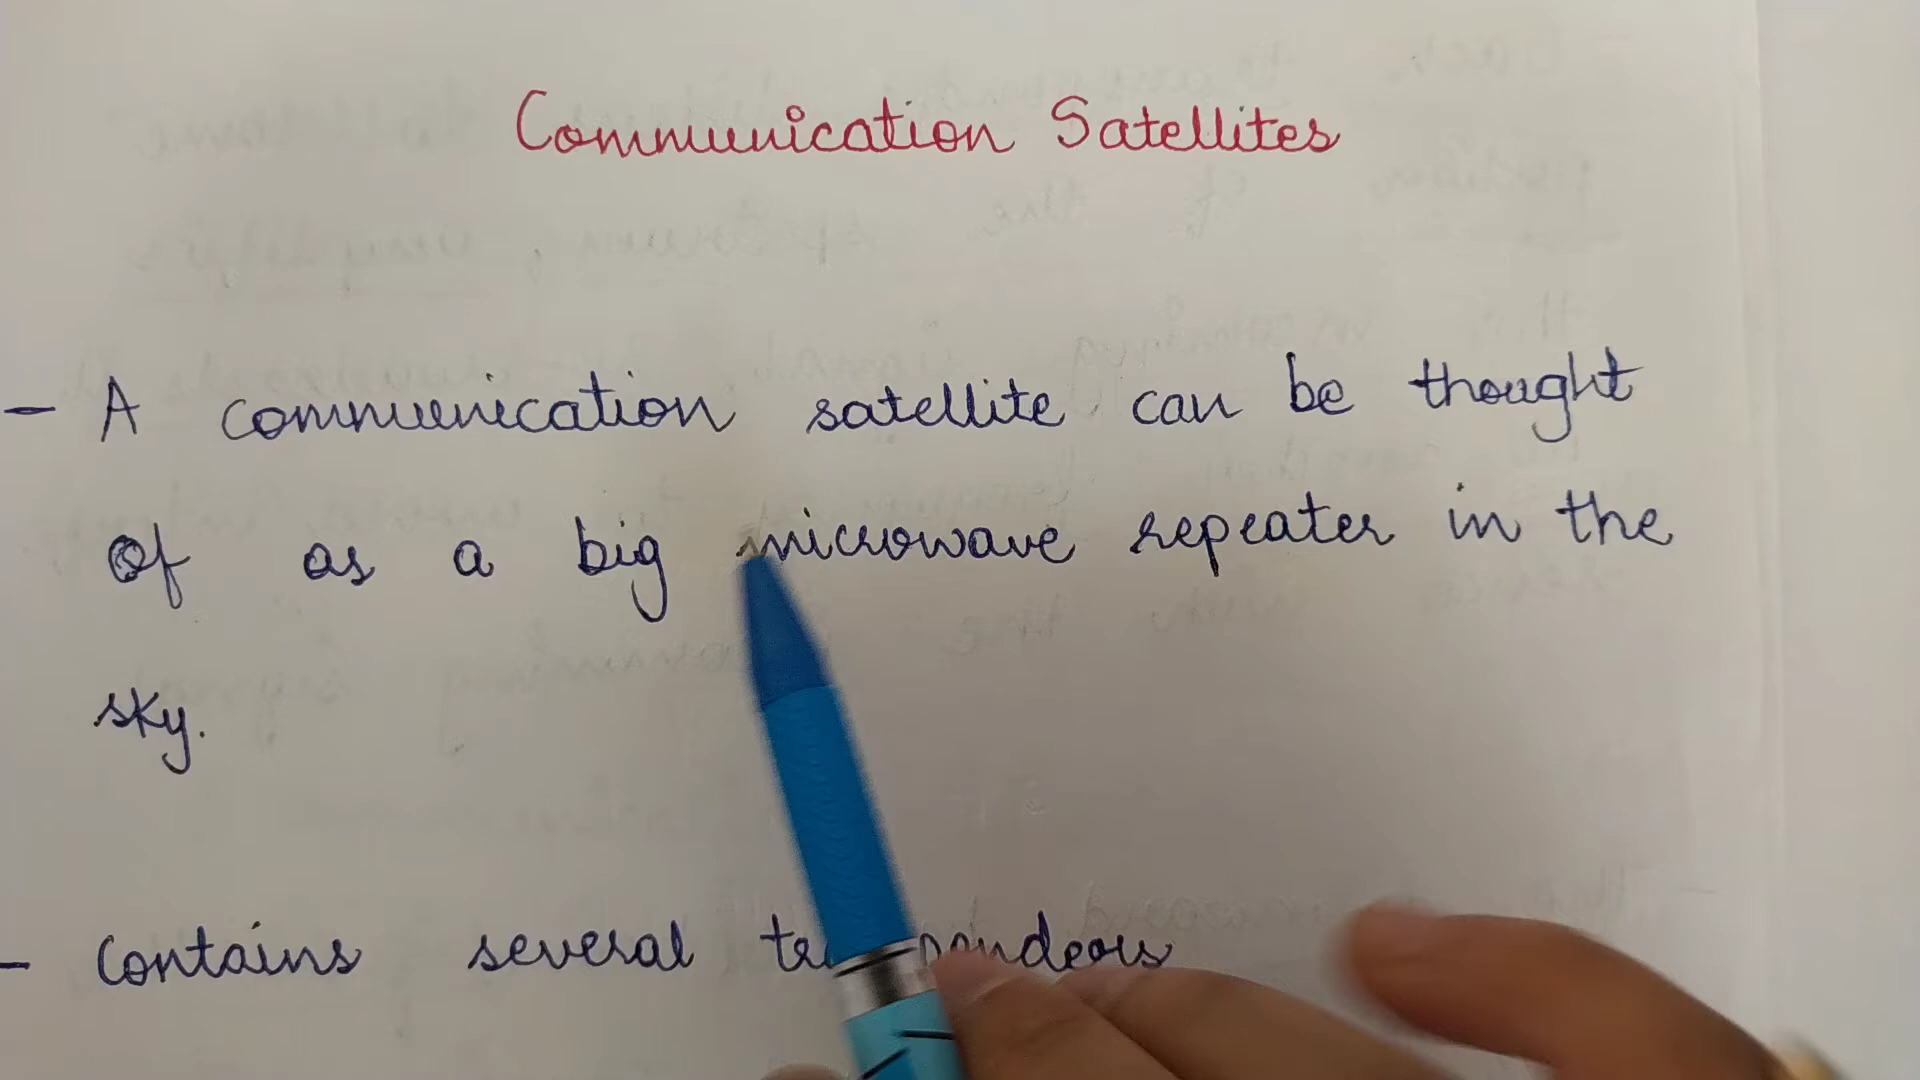 Communication Satellites
- A communication satellite can be thought
of as a big microwave repeater in the
sky.
- Contains several